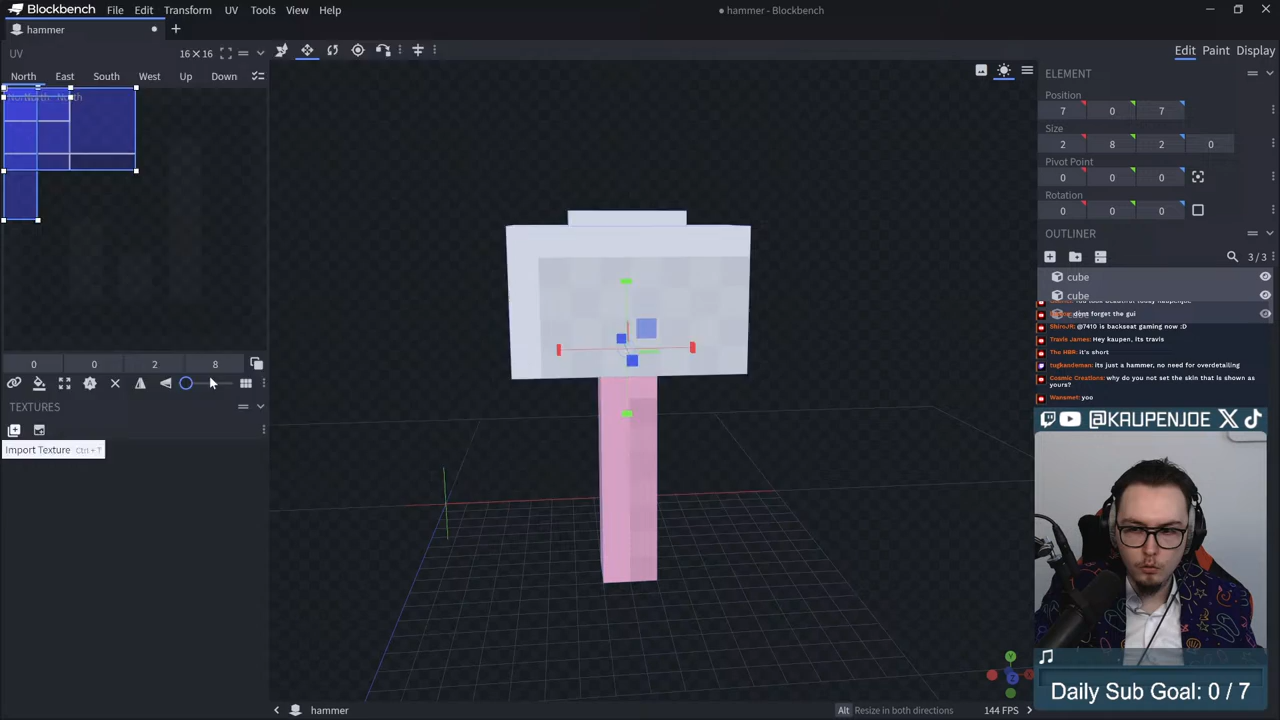 Blockbench
File Edit Transform UV Tools View Help
hammer - Blockbench
hammer
UV
16×16
North East South West Up Down
0 0 2 8
TEXTURES
Import Texture Ctrl + T
Edit Paint Display
ELEMENT
Position
7 0 7
Size
2 8 2 0
Pivot Point
0 0 0
Rotation
0 0 0
OUTLINER
3/3
cube
cube
dont forget the gui
ShiroJR: @7410 is backseat gaming now :D
Travis James: Hey kaupen, its travis
The MBR: it's short
tugkandeman: Its just a hammer, no need for overdetailing
Cosmic Creations: why do you not set the skin that is shown as
yours?
Wansmet: yoo
@KAUPENJOE
Daily Sub Goal: 0 / 7
hammer
Alt Resize in both directions
144 FPS